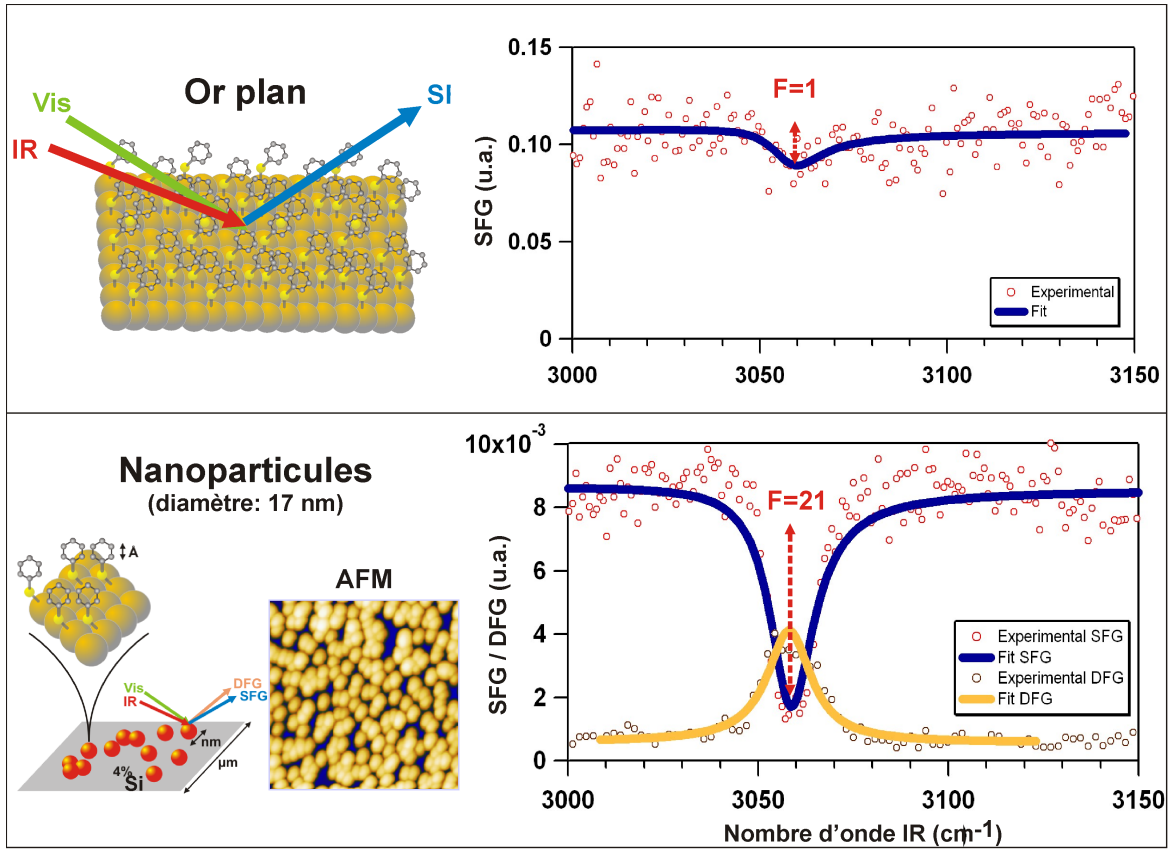 Or plan
Vis
IR
SI
0.15
0.10
0.05
0
SFG (u.a.)
F=1
Experimental
Fit
3000
3050
3100
3150
Nanoparticules
(diamètre: 17 nm)
A
AFM
Vis
IR
DFG
SFG
nm
µm
4%
Si
10x10-3
8
6
4
2
0
SFG / DFG (u.a.)
F=21
Experimental SFG
Fit SFG
Experimental DFG
Fit DFG
3000
3050
3100
3150
Nombre d’onde IR (cm-1)